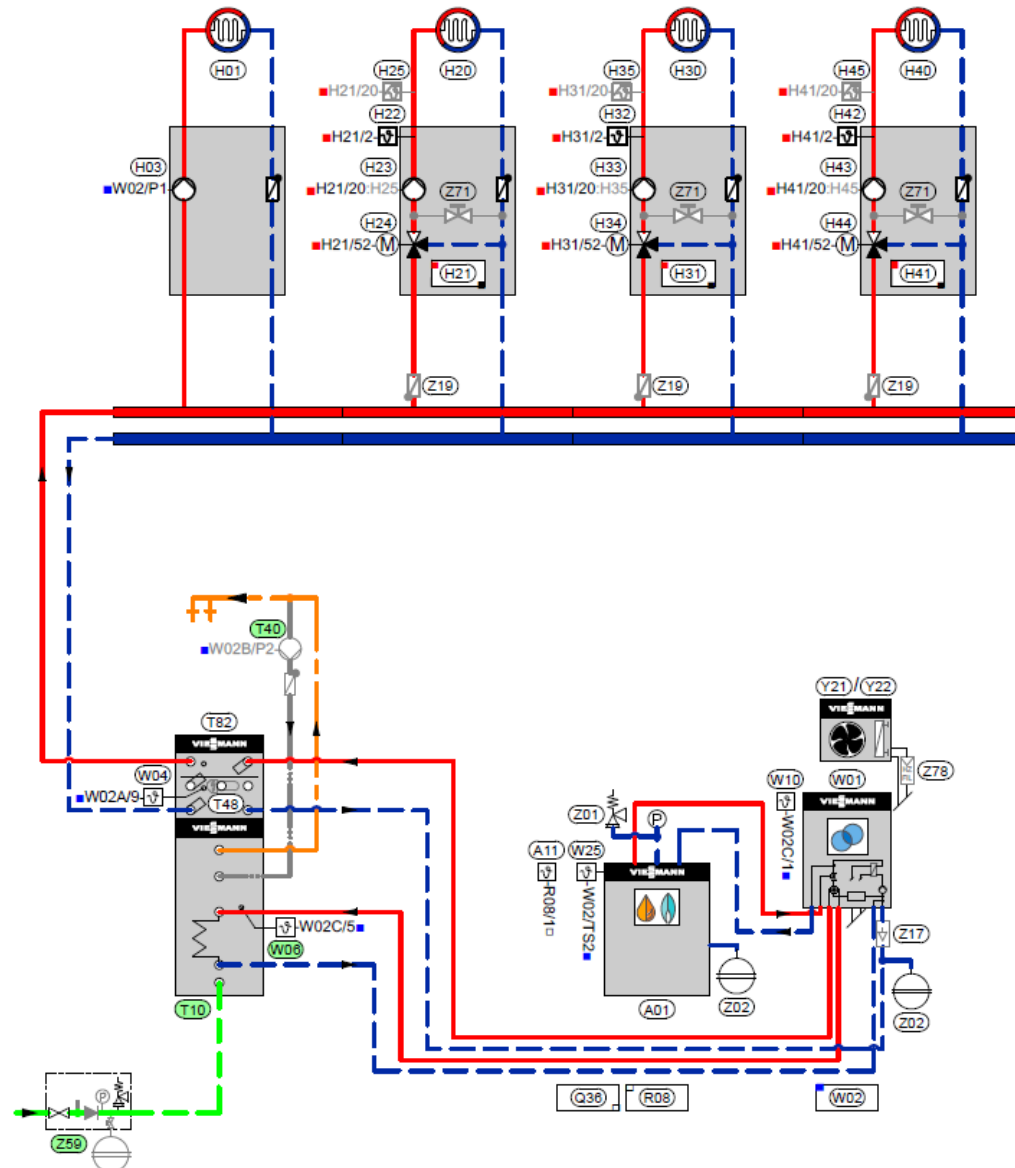 H01 H20 H30 H40
H25 H35 H45
H21/20 H31/20 H41/20
H22 H32 H42
H21/2 H31/2 H41/2
H03 H23 H33 H43
W02/P1 H21/20:H25 Z71 H31/20:H35 Z71 H41/20:H45 Z71
H24 H34 H44
H21/52 M H31/52 M H41/52 M
H21 H31 H41
Z19 Z19 Z19
T40
W02B/P2
Y21 / Y22
VIESMANN
T82
VIESMANN
W04
W02A/9 ϑ
T48
VIESMANN
W10 W01
Z78
VIESMANN
ϑ W02C/1
Z01 P
A11 W25
VIESMANN
ϑ R08/1
ϑ W02/TS2
ϑ W02C/5
W06
Z17
T10
A01
Z02
Z02
Q36 R08 W02
P
Z59